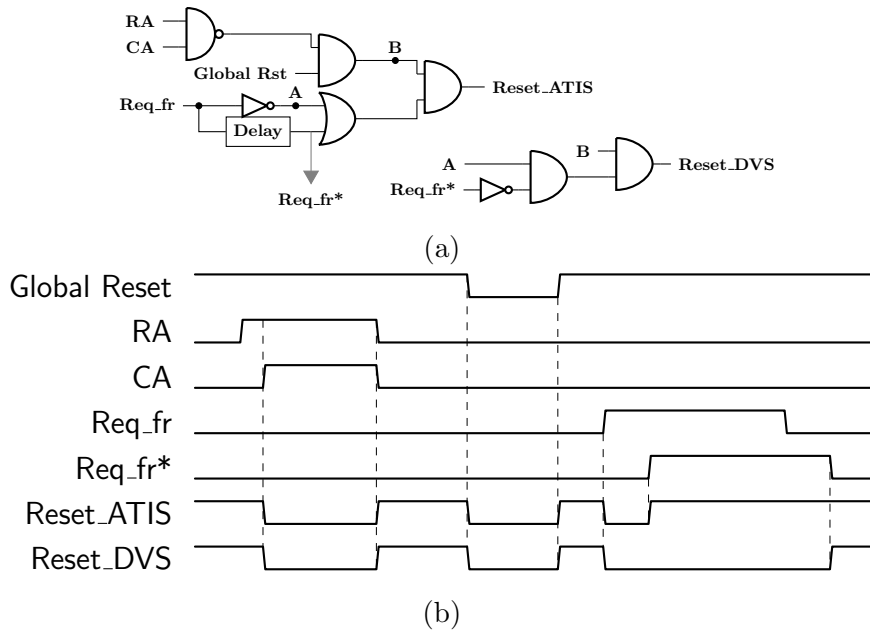 RA
CA
Global Rst
B
Reset_ATIS
Req_fr
A
Delay
Req_fr*
A
Req_fr*
B
Reset_DVS
(a)
Global Reset
RA
CA
Req_fr
Req_fr*
Reset_ATIS
Reset_DVS
(b)